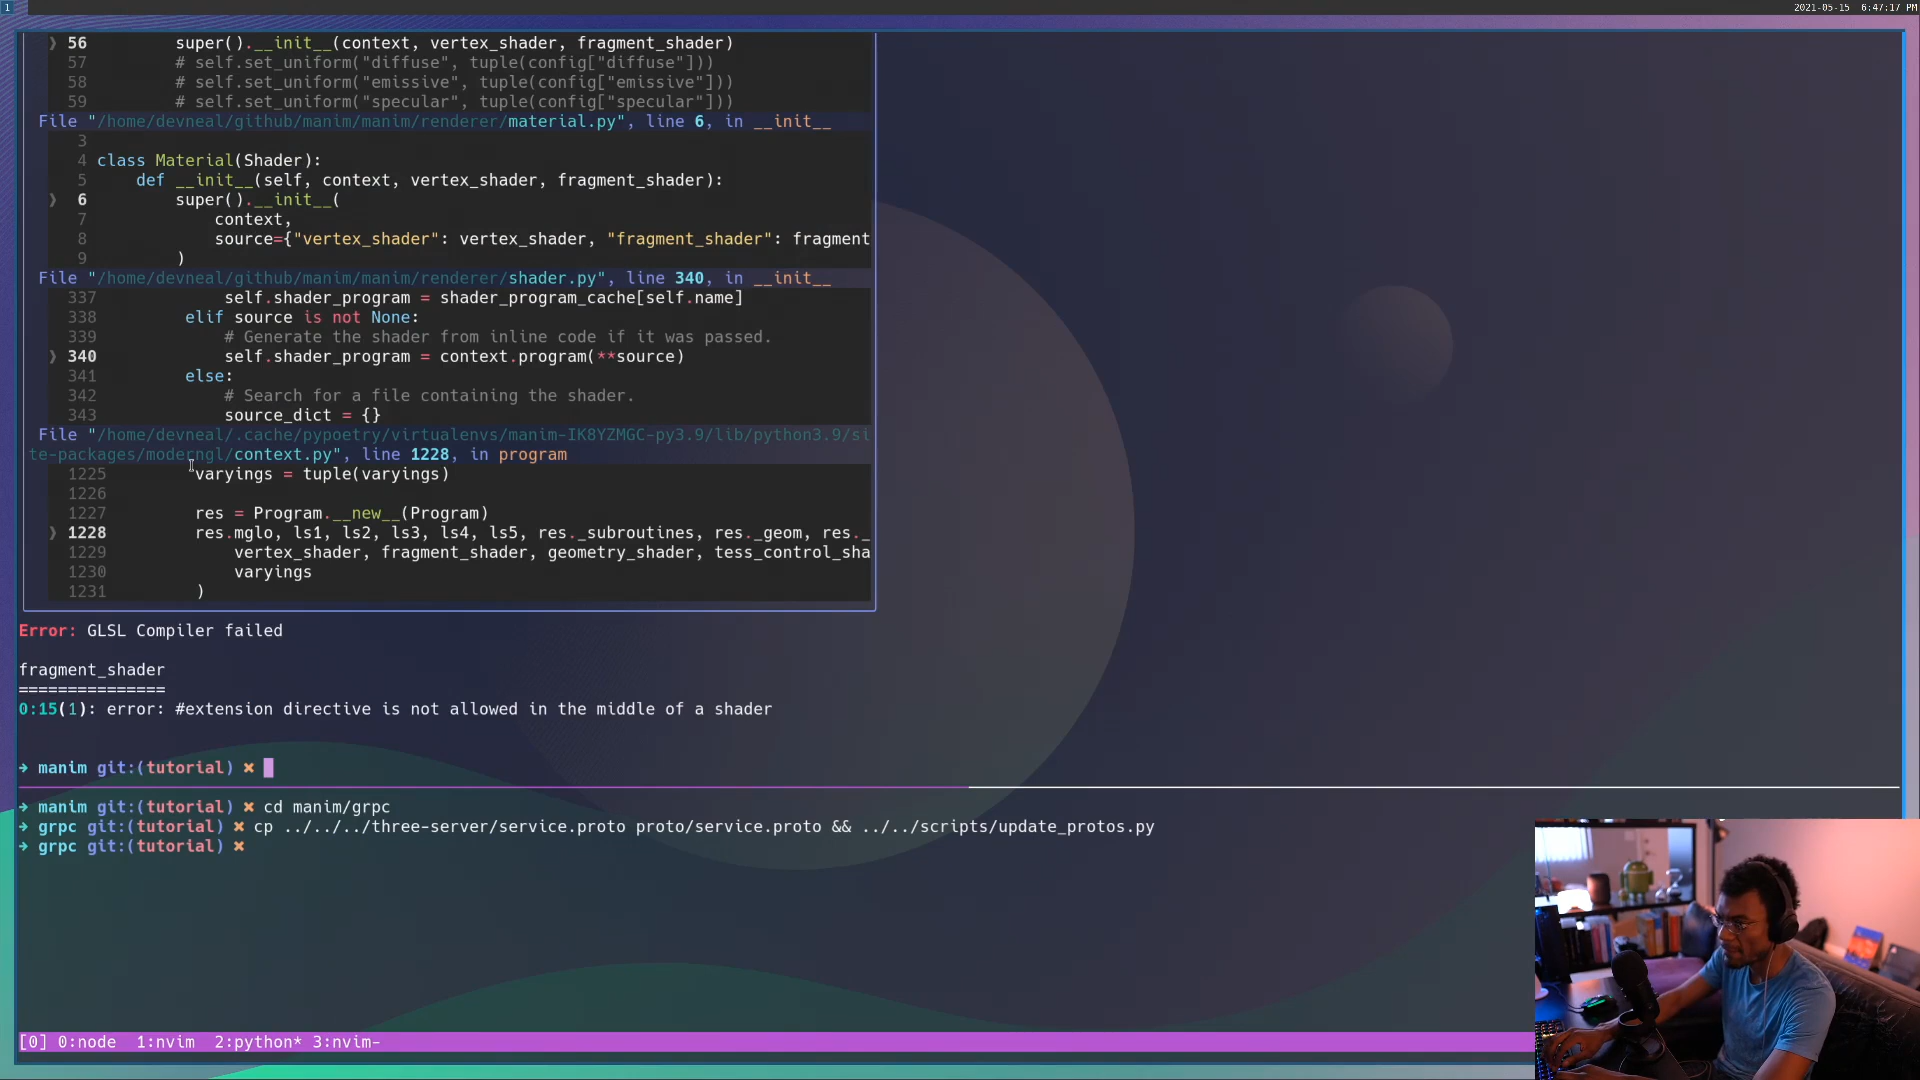 1
2021-05-15 6:47:17 PM
❱ 56 super().__init__(context, vertex_shader, fragment_shader)
57 # self.set_uniform("diffuse", tuple(config["diffuse"]))
58 # self.set_uniform("emissive", tuple(config["emissive"]))
59 # self.set_uniform("specular", tuple(config["specular"]))
File "/home/devneal/github/manim/manim/renderer/material.py", line 6, in __init__
3
4 class Material(Shader):
5 def __init__(self, context, vertex_shader, fragment_shader):
❱ 6 super().__init__(
7 context,
8 source={"vertex_shader": vertex_shader, "fragment_shader": fragment
9 )
File "/home/devneal/github/manim/manim/renderer/shader.py", line 340, in __init__
337 self.shader_program = shader_program_cache[self.name]
338 elif source is not None:
339 # Generate the shader from inline code if it was passed.
❱ 340 self.shader_program = context.program(**source)
341 else:
342 # Search for a file containing the shader.
343 source_dict = {}
File "/home/devneal/.cache/pypoetry/virtualenvs/manim-IK8YZMGC-py3.9/lib/python3.9/si
te-packages/moderngl/context.py", line 1228, in program
1225 varyings = tuple(varyings)
1226
1227 res = Program.__new__(Program)
❱ 1228 res.mglo, ls1, ls2, ls3, ls4, ls5, res._subroutines, res._geom, res._
1229 vertex_shader, fragment_shader, geometry_shader, tess_control_sha
1230 varyings
1231 )
Error: GLSL Compiler failed
fragment_shader
===============
0:15(1): error: #extension directive is not allowed in the middle of a shader
➜ manim git:(tutorial) ✖
➜ manim git:(tutorial) ✖ cd manim/grpc
➜ grpc git:(tutorial) ✖ cp ../../../three-server/service.proto proto/service.proto && ../../scripts/update_protos.py
➜ grpc git:(tutorial) ✖
[0] 0:node 1:nvim 2:python* 3:nvim-